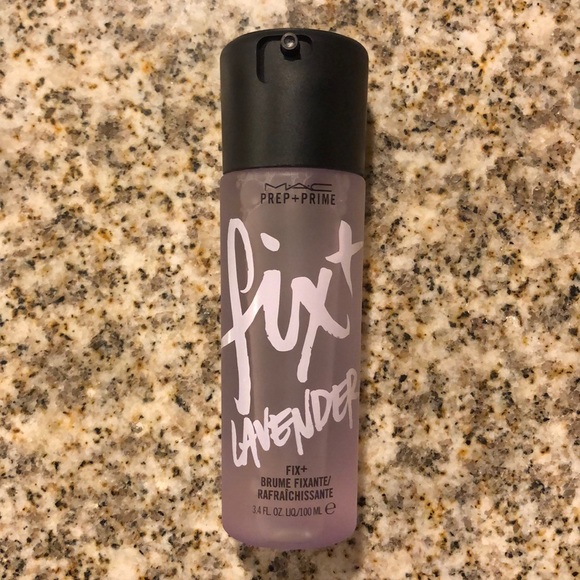 MAC
PREP+PRIME
fix+
LAVENDER
FIX+
BRUME FIXANTE/
RAFRAÎCHISSANTE
3.4 FL. OZ. LIQ/100 ML ℮